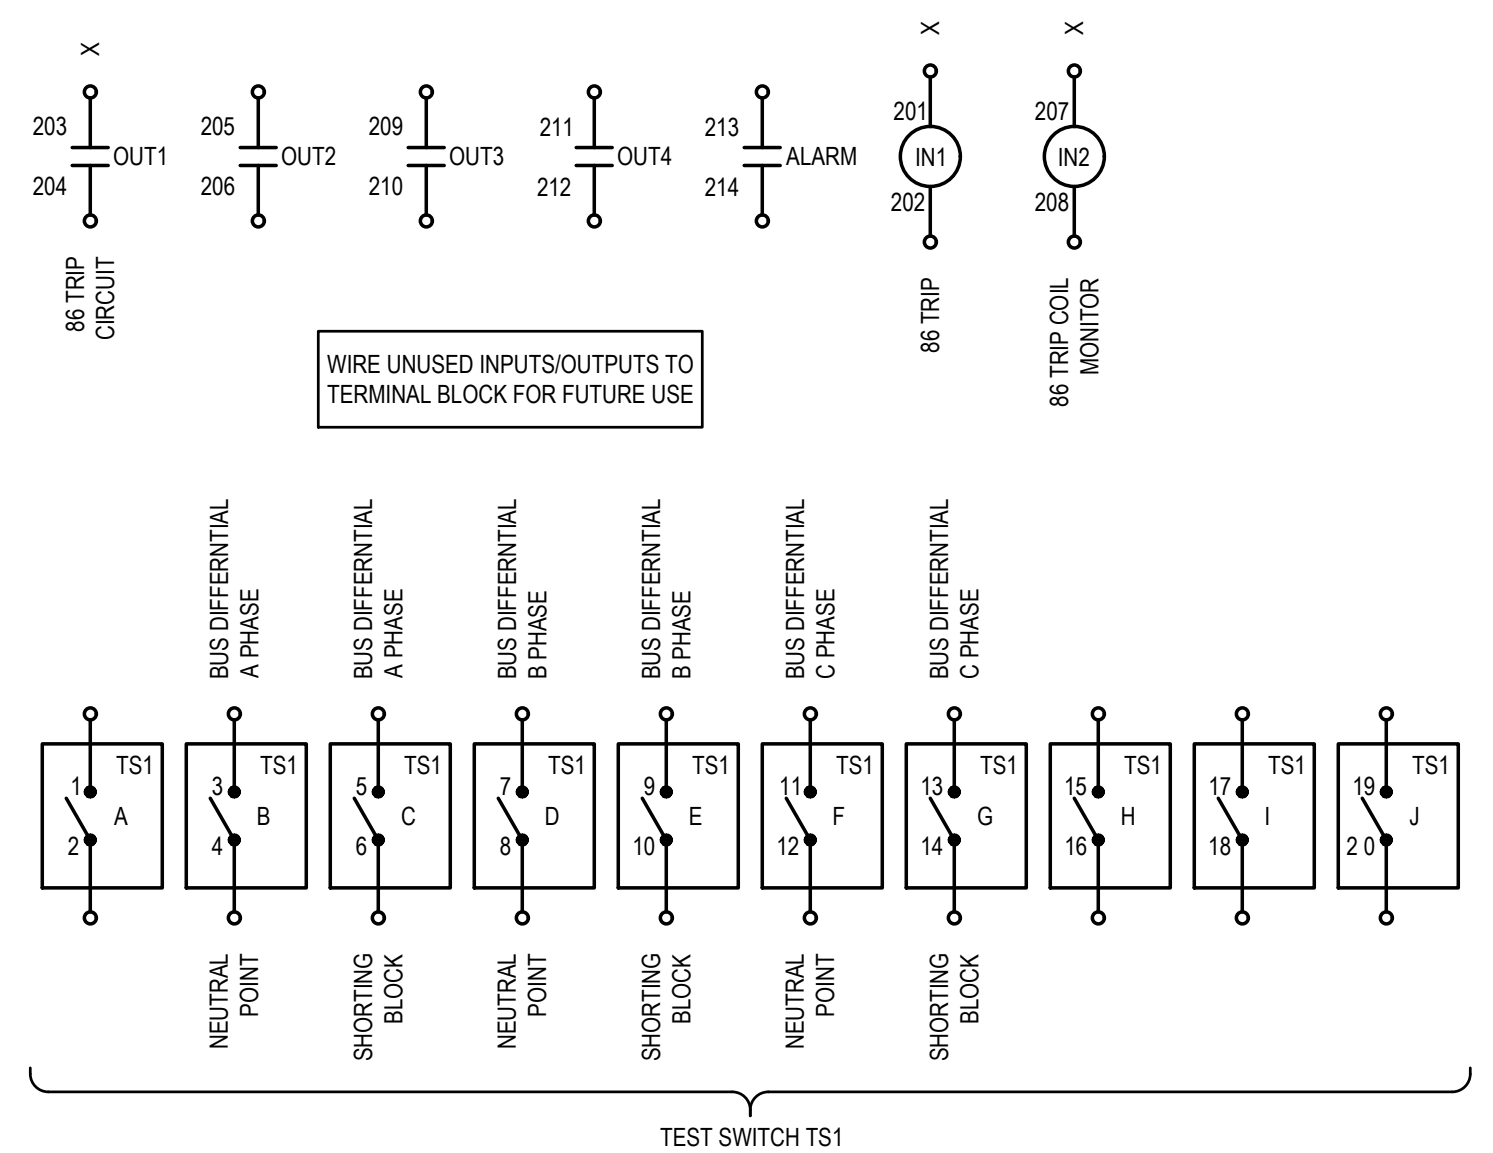 X
X
X
203
OUT1
204
205
OUT2
206
209
OUT3
210
211
OUT4
212
213
ALARM
214
201
IN1
202
207
IN2
208
86 TRIP
CIRCUIT
86 TRIP
86 TRIP COIL
MONITOR
WIRE UNUSED INPUTS/OUTPUTS TO
TERMINAL BLOCK FOR FUTURE USE
BUS DIFFERNTIAL
A PHASE
BUS DIFFERNTIAL
A PHASE
BUS DIFFERNTIAL
B PHASE
BUS DIFFERNTIAL
B PHASE
BUS DIFFERNTIAL
C PHASE
BUS DIFFERNTIAL
C PHASE
TS1
1
A
2
TS1
3
B
4
TS1
5
C
6
TS1
7
D
8
TS1
9
E
10
TS1
11
F
12
TS1
13
G
14
TS1
15
H
16
TS1
17
I
18
TS1
19
J
2 0
NEUTRAL
POINT
SHORTING
BLOCK
NEUTRAL
POINT
SHORTING
BLOCK
NEUTRAL
POINT
SHORTING
BLOCK
TEST SWITCH TS1